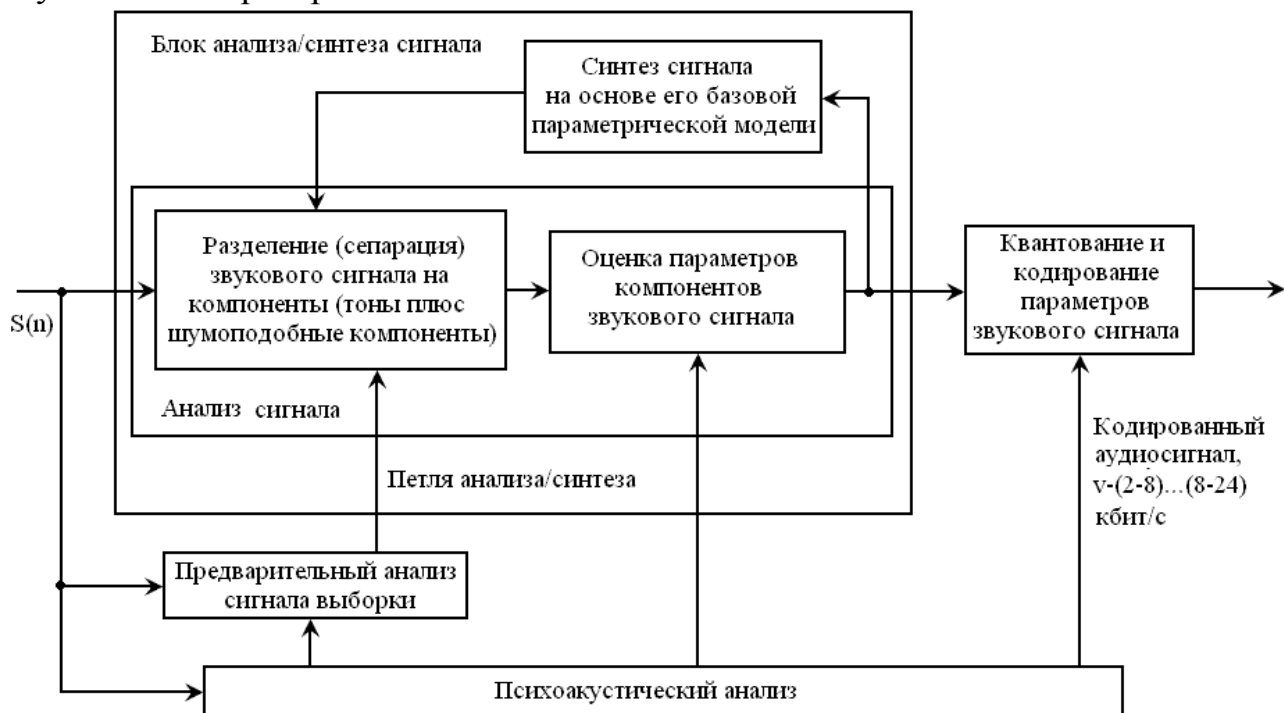 Блок анализа/синтеза сигнала
Синтез сигнала
на основе его базовой
параметрической модели
Разделение (сепарация)
звукового сигнала на
компоненты (тоны плюс
шумоподобные компоненты)
Оценка параметров
компонентов
звукового сигнала
Квантование и
кодирование
параметров
звукового сигнала
S(n)
Анализ сигнала
Петля анализа/синтеза
Кодированный
аудиосигнал,
v-(2-8)...(8-24)
кбит/с
Предварительный анализ
сигнала выборки
Психоакустический анализ